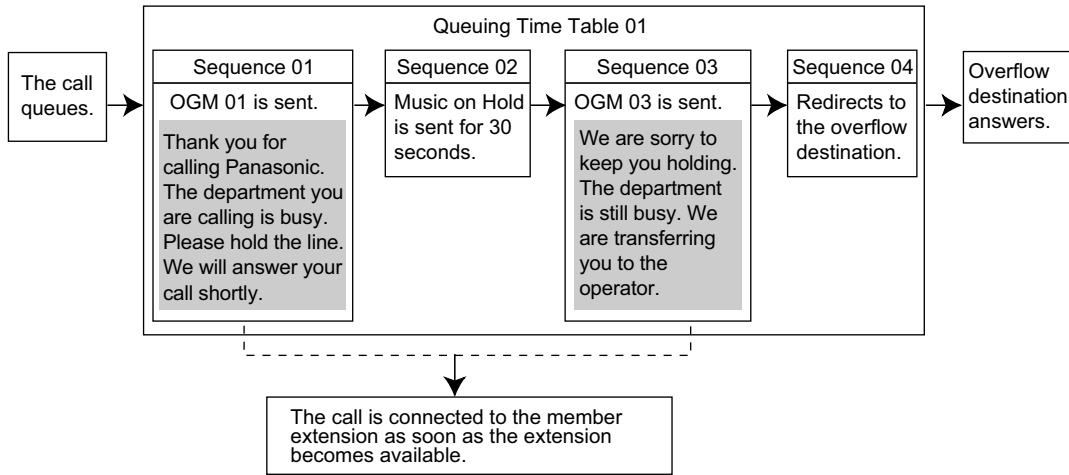 Queuing Time Table 01
The call
queues.
Sequence 01
OGM 01 is sent.
Thank you for
calling Panasonic.
The department you
are calling is busy.
Please hold the line.
We will answer your
call shortly.
Sequence 02
Music on Hold
is sent for 30
seconds.
Sequence 03
OGM 03 is sent.
We are sorry to
keep you holding.
The department
is still busy. We
are transferring
you to the
operator.
Sequence 04
Redirects to
the overflow
destination.
Overflow
destination
answers.
The call is connected to the member
extension as soon as the extension
becomes available.